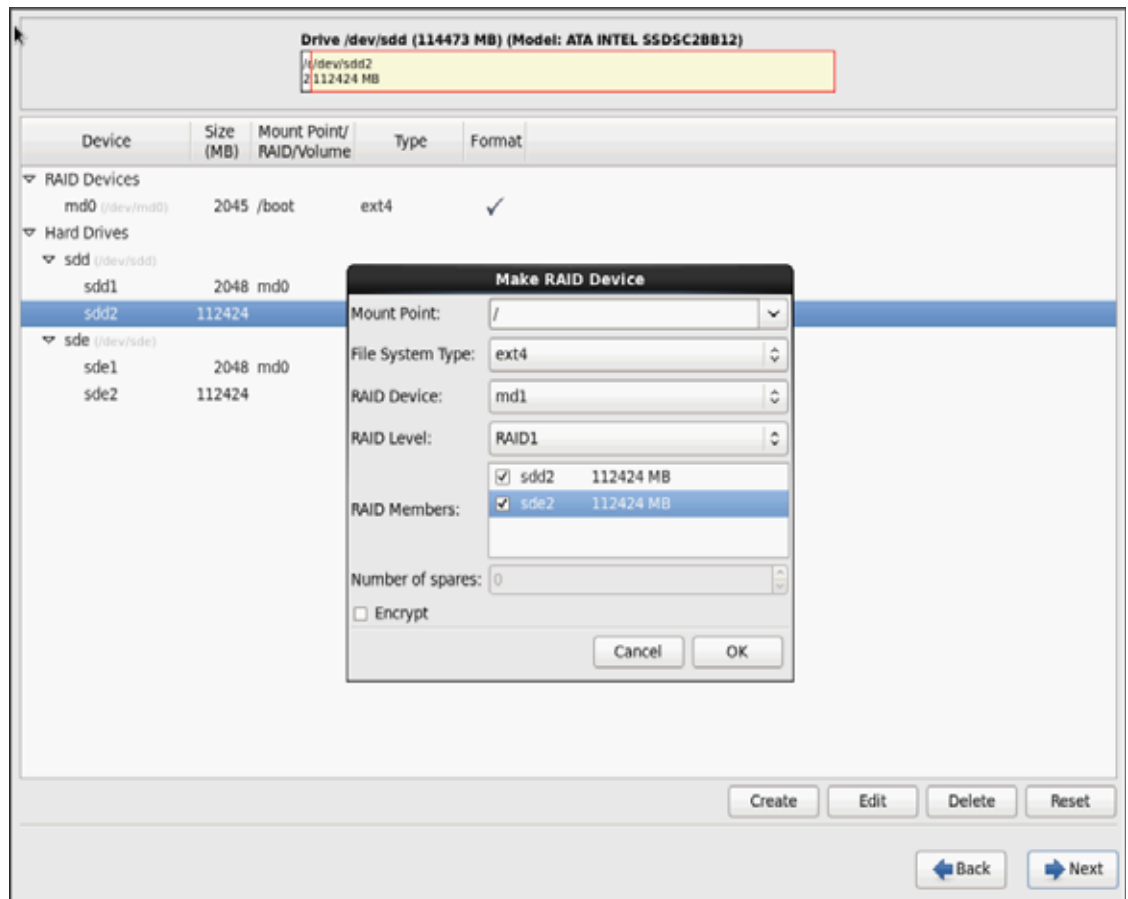 Drive /dev/sdd (114473 MB) (Model: ATA INTEL SSDSC2BB12)
/dev/sdd2
2 112424 MB
Device Size (MB) Mount Point/ RAID/Volume Type Format
RAID Devices
md0 (/dev/md0) 2045 /boot ext4 ✓
Hard Drives
sdd (/dev/sdd)
sdd1 2048 md0
sdd2 112424
sde (/dev/sde)
sde1 2048 md0
sde2 112424
Make RAID Device
Mount Point: /
File System Type: ext4
RAID Device: md1
RAID Level: RAID1
RAID Members:
sdd2 112424 MB
sde2 112424 MB
Number of spares: 0
Encrypt
Cancel OK
Create Edit Delete Reset
Back Next